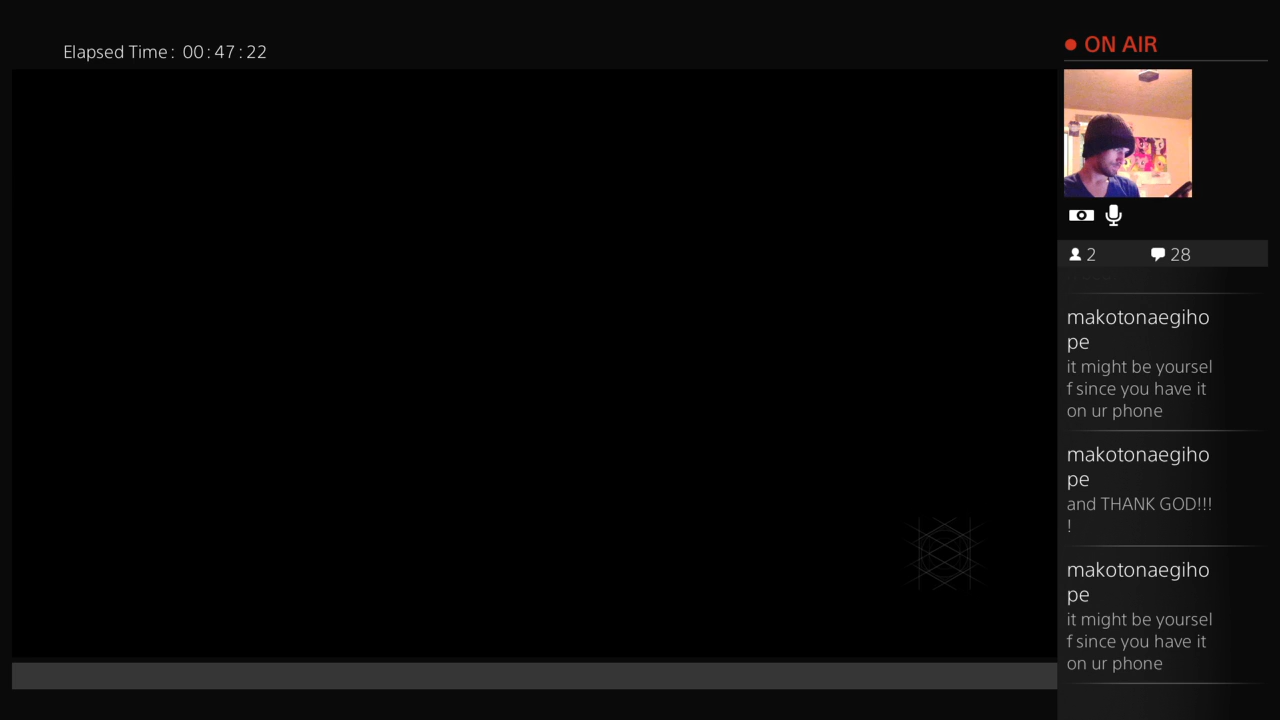 Elapsed Time: 00:47:22
ON AIR
2 28
makotonaegiho
pe
it might be yoursel
f since you have it
on ur phone
makotonaegiho
pe
and THANK GOD!!!
!
makotonaegiho
pe
it might be yoursel
f since you have it
on ur phone